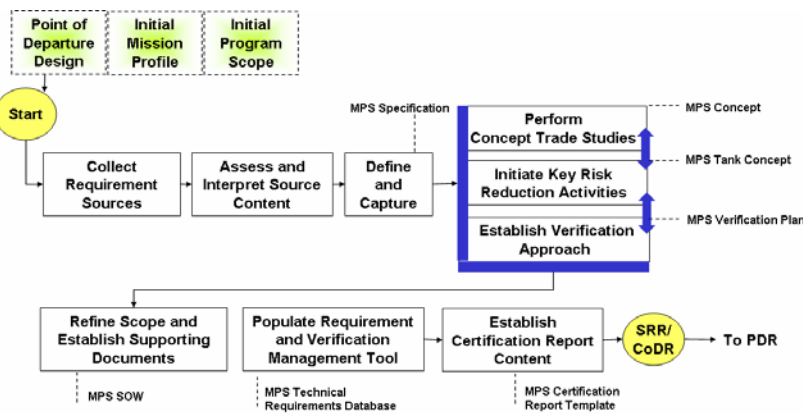 Point of
Departure
Design
Initial
Mission
Profile
Initial
Program
Scope
Start
MPS Specification
MPS Concept
Perform
Concept Trade Studies
Collect
Requirement
Sources
Assess and
Interpret Source
Content
Define
and
Capture
MPS Tank Concept
Initiate Key Risk
Reduction Activities
MPS Verification Plan
Establish Verification
Approach
Refine Scope and
Establish Supporting
Documents
Populate Requirement
and Verification
Management Tool
Establish
Certification Report
Content
SRR/
CoDR
To PDR
MPS SOW
MPS Technical
Requirements Database
MPS Certification
Report Template